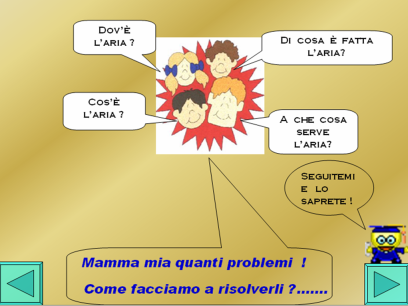 Dov'è
l'aria ?
Di cosa è fatta
l'aria?
Cos'è
l'aria ?
A che cosa
serve
l'aria?
Seguitemi
e lo
saprete !
Mamma mia quanti problemi !
Come facciamo a risolverli ?.......